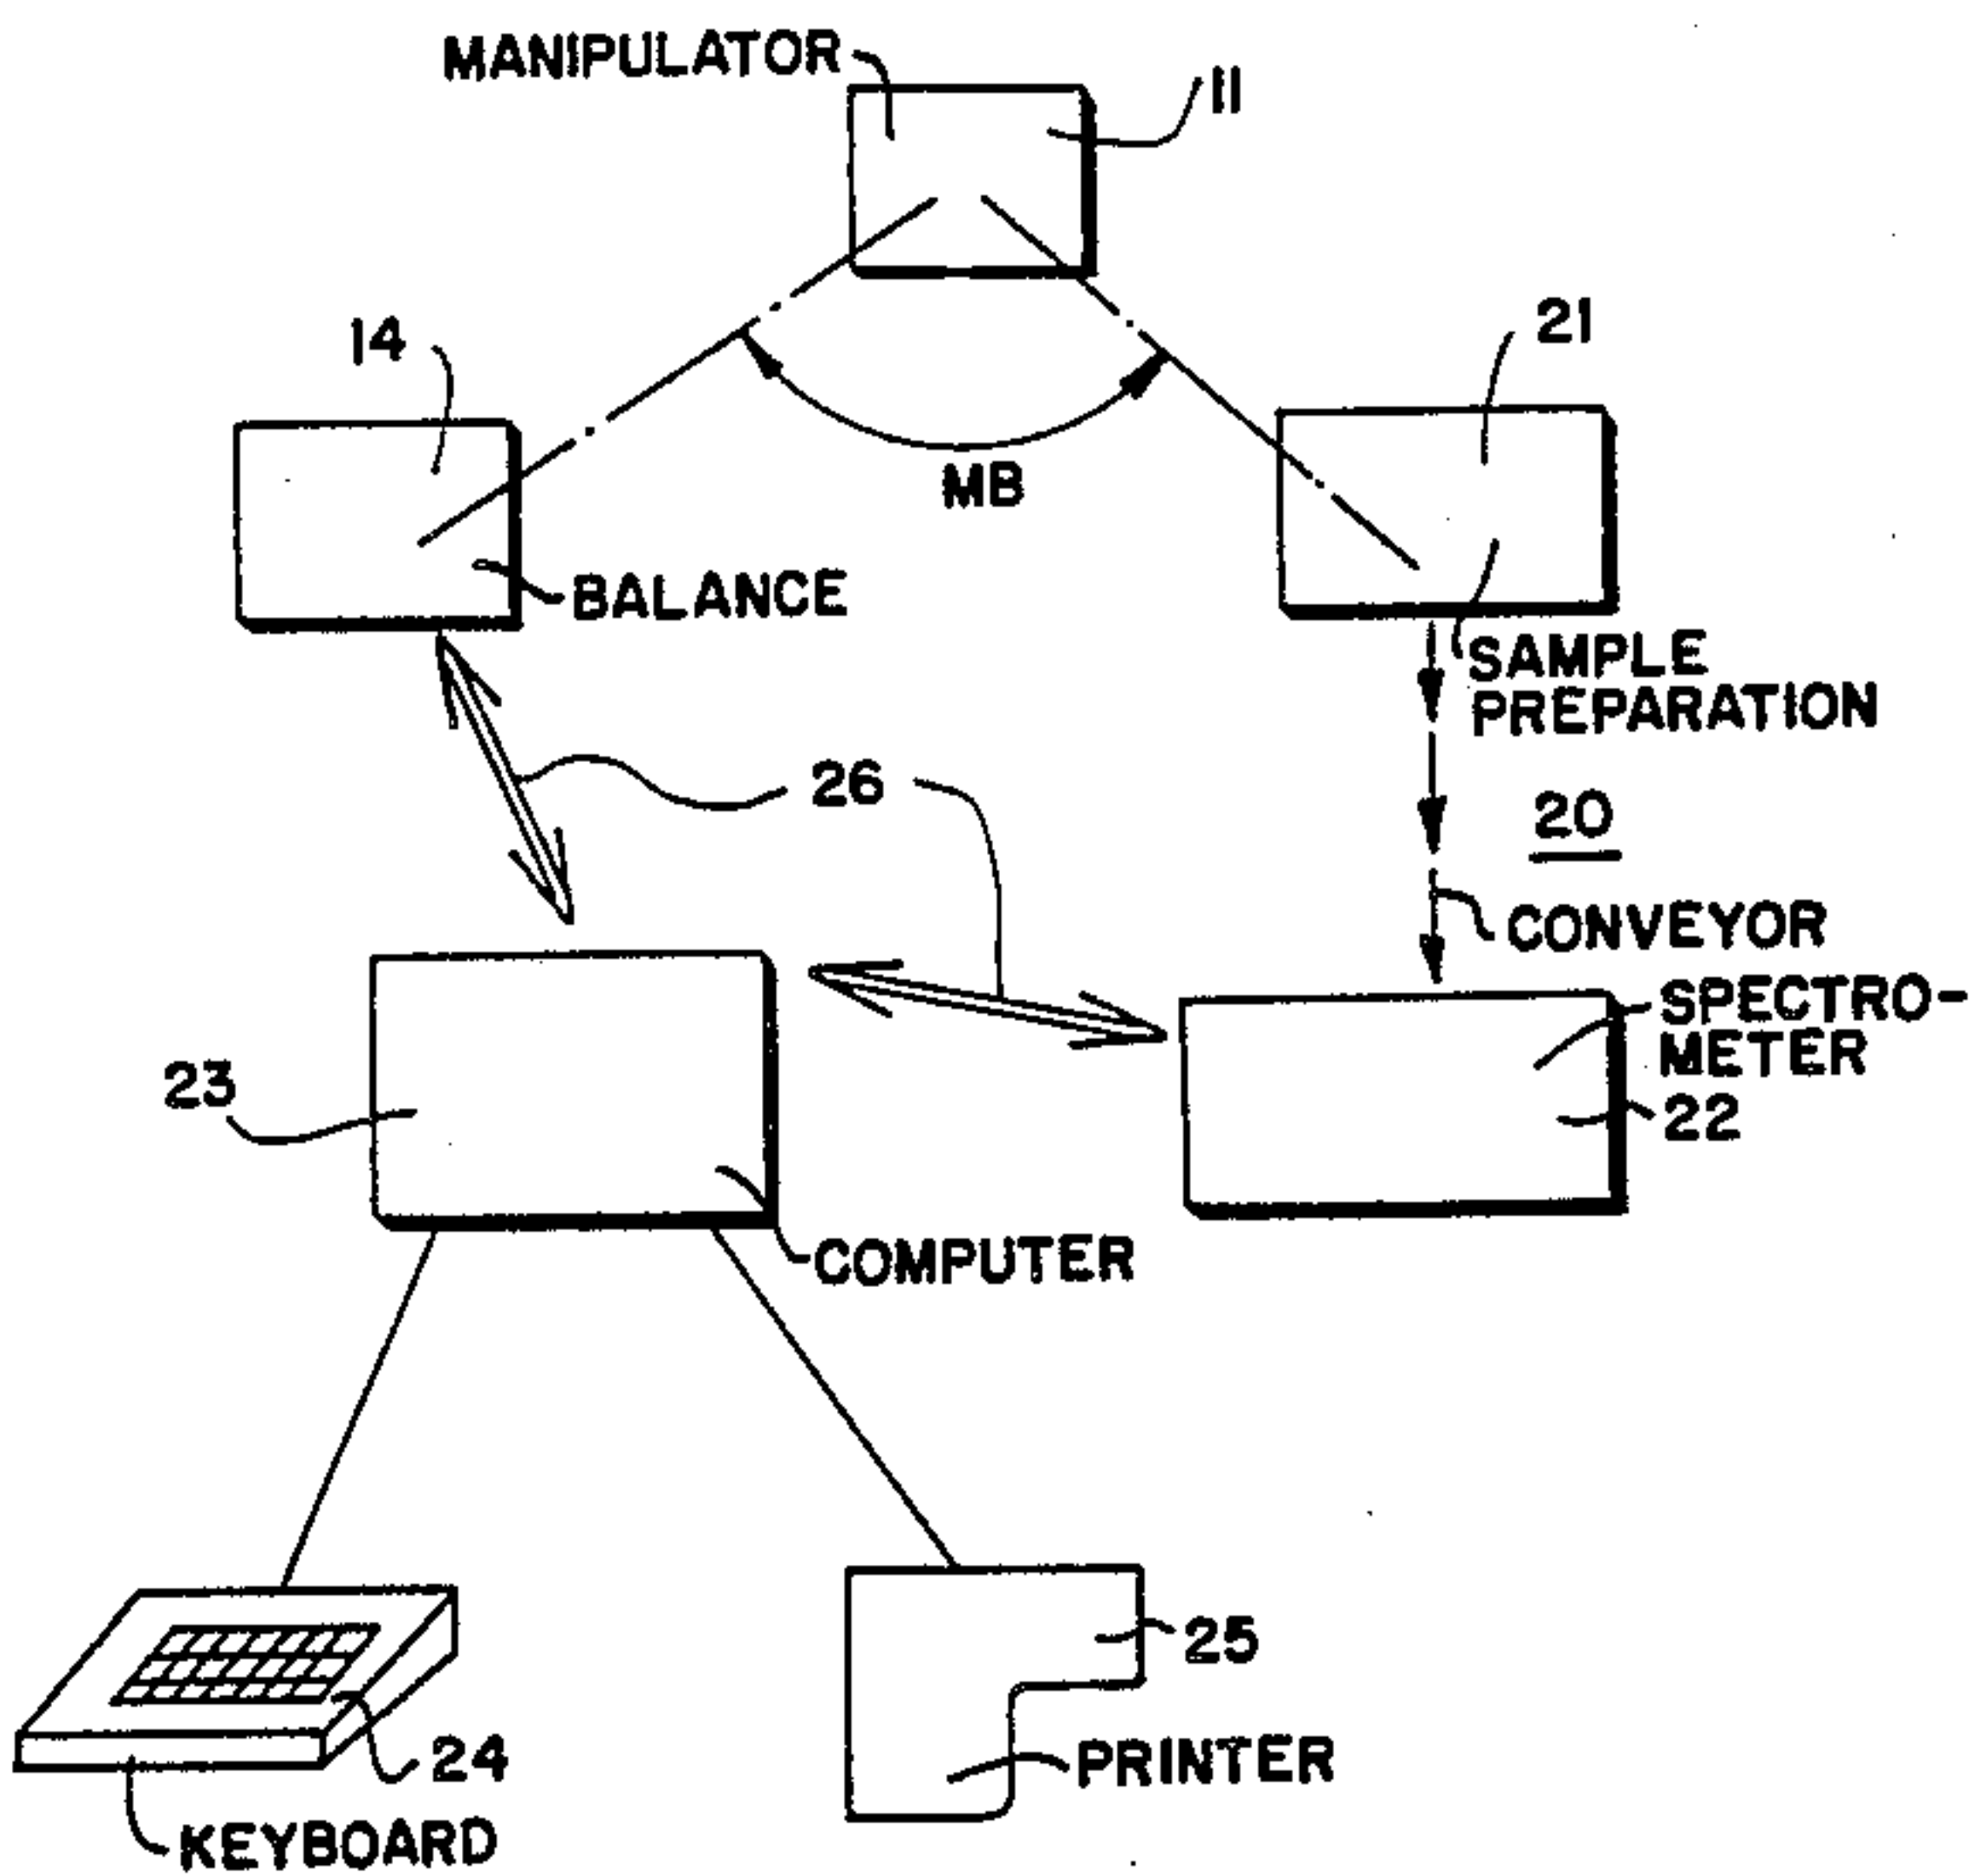 MANIPULATOR
11
14
21
MB
BALANCE
SAMPLE
PREPARATION
26
20
CONVEYOR
SPECTRO-
METER
23
22
COMPUTER
25
24
PRINTER
KEYBOARD